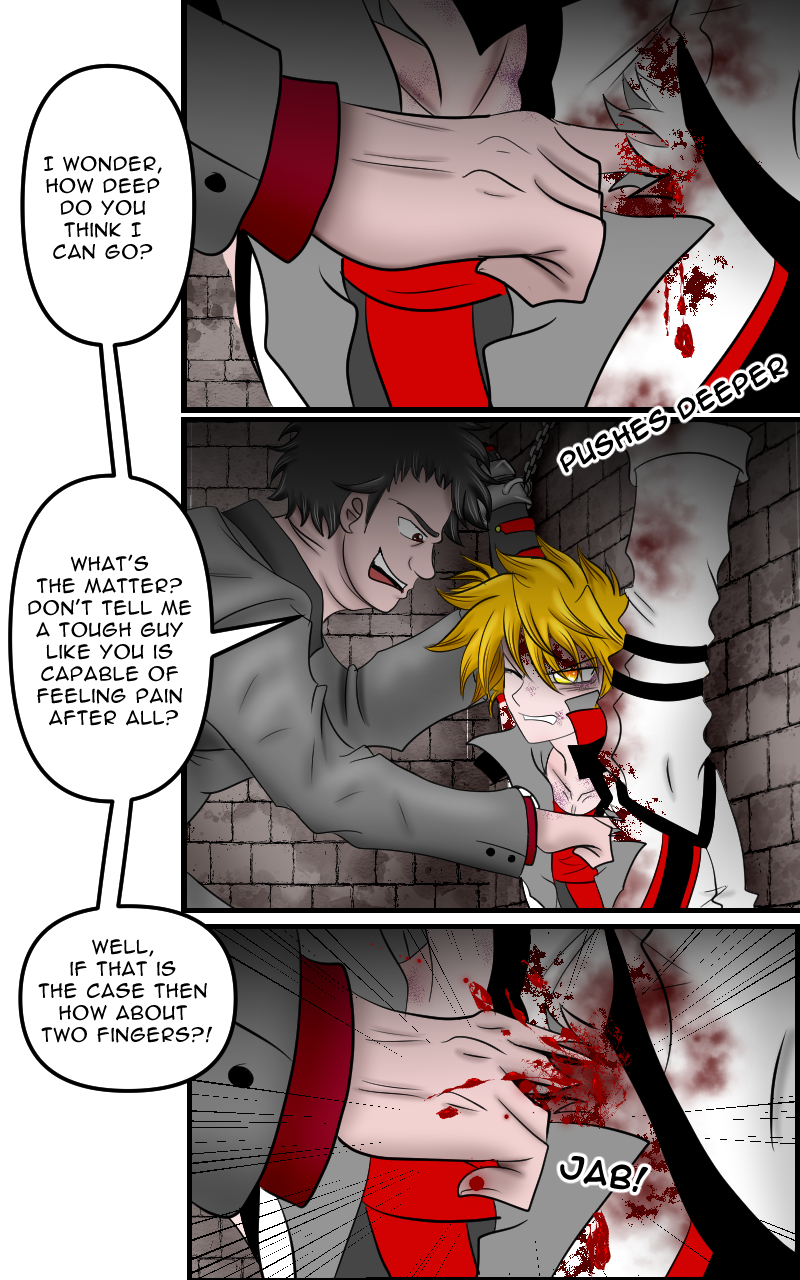 I WONDER,
HOW DEEP
DO YOU
THINK I
CAN GO?
PUSHES DEEPER
WHAT'S
THE MATTER?
DON'T TELL ME
A TOUGH GUY
LIKE YOU IS
CAPABLE OF
FEELING PAIN
AFTER ALL?
WELL,
IF THAT IS
THE CASE THEN
HOW ABOUT
TWO FINGERS?!
JAB!